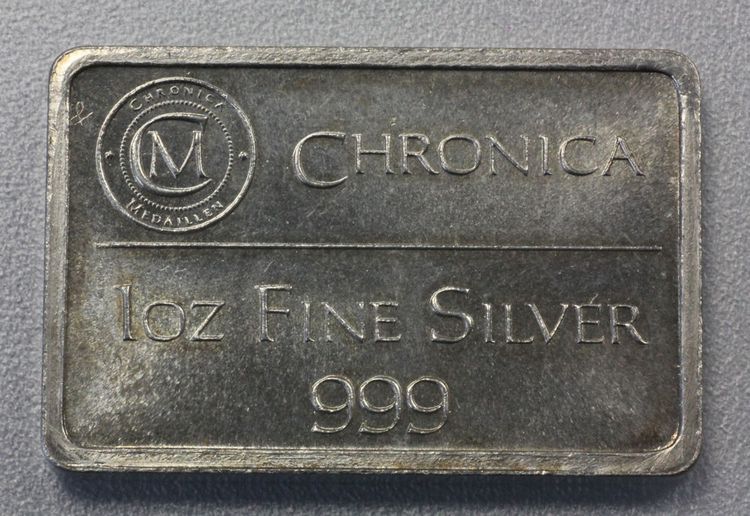 CHRONICA
CM
MEDAILLEN
CHRONICA
1OZ FINE SILVER
999